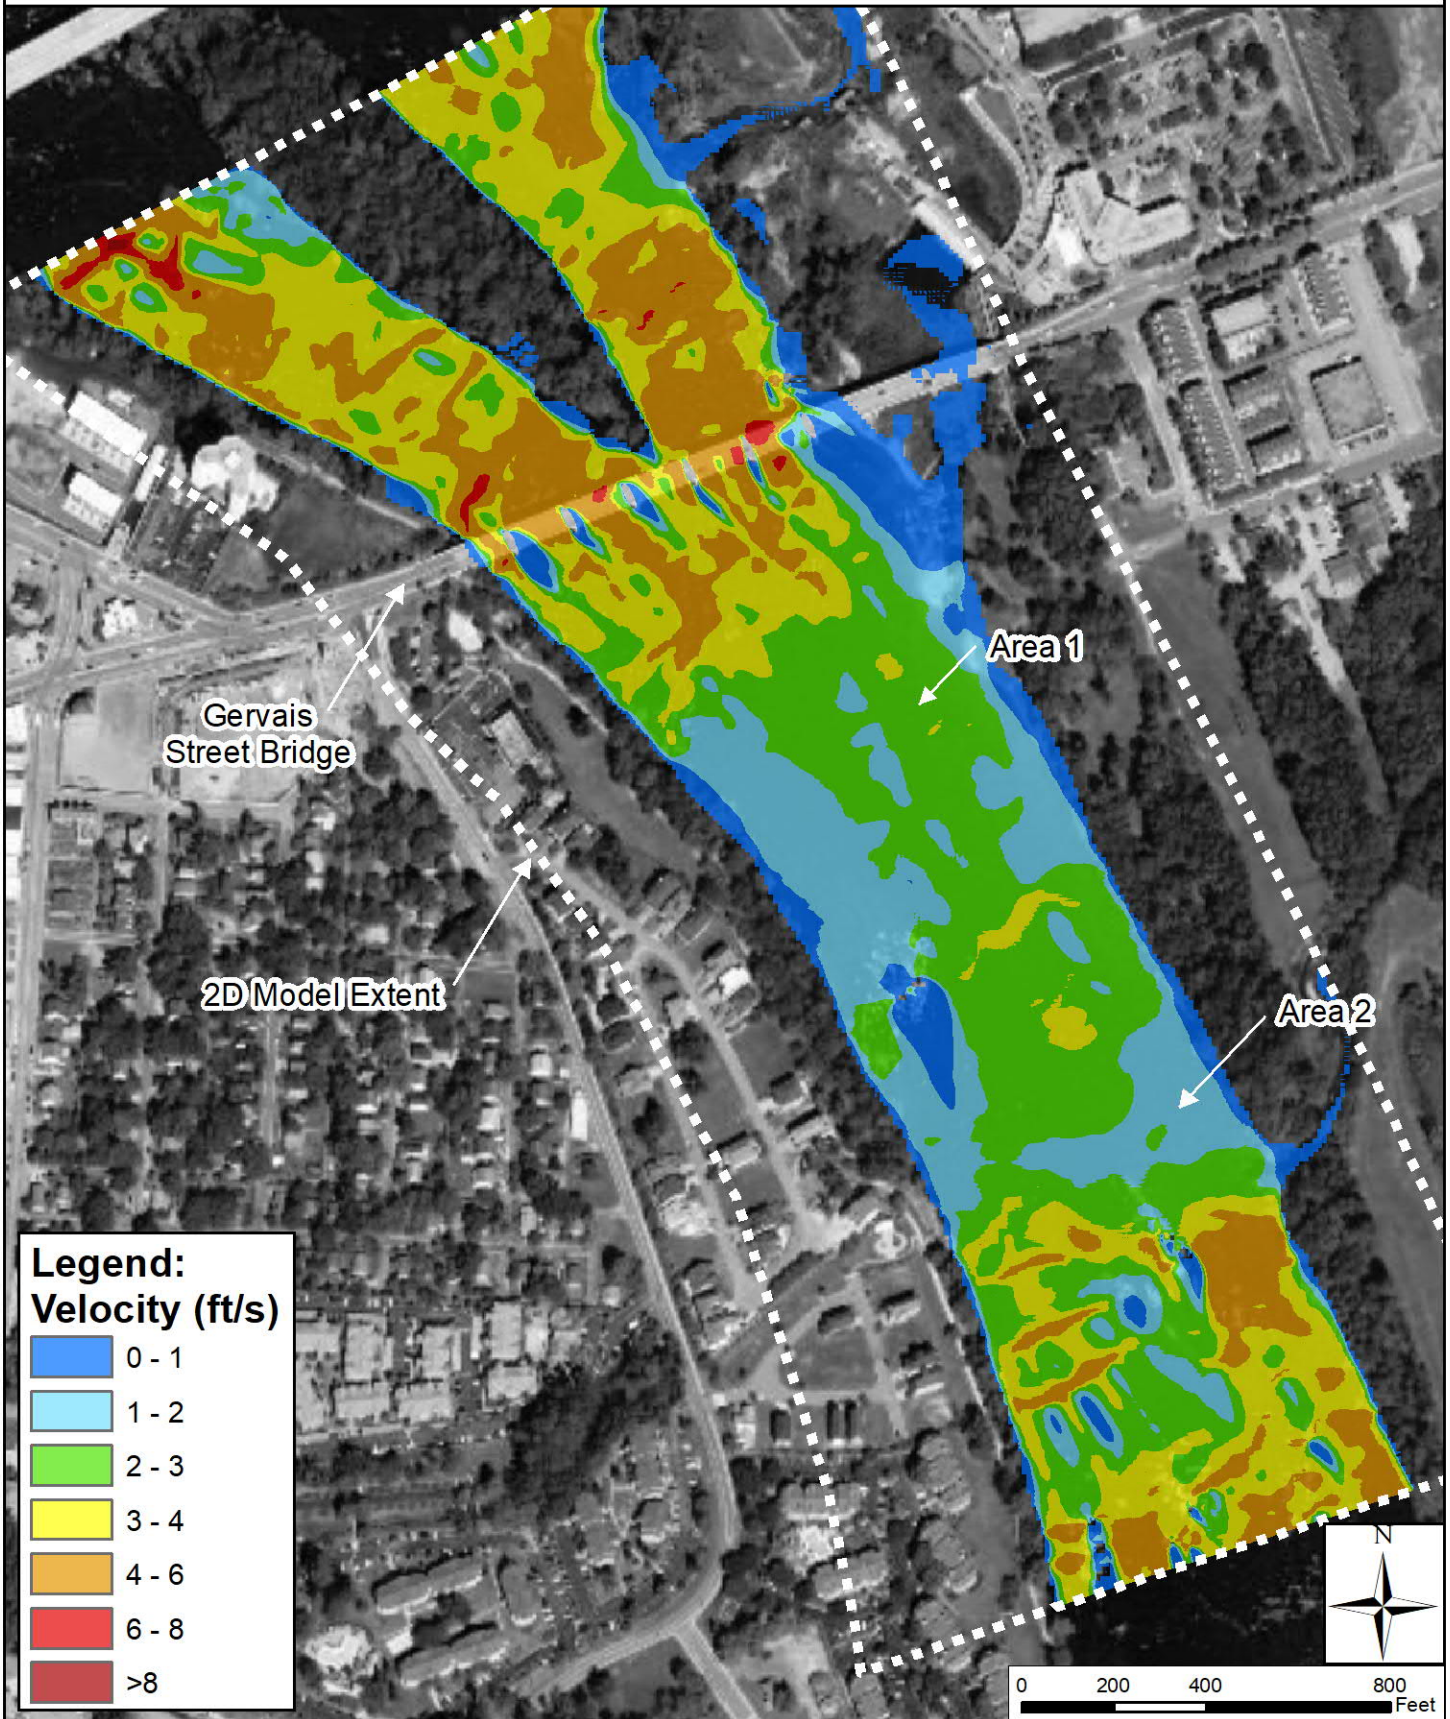 Area 1
Gervais
Street Bridge
2D Model Extent
Area 2
Legend:
Velocity (ft/s)
0 - 1
1 - 2
2 - 3
3 - 4
4 - 6
6 - 8
>8
N
0 200 400 800
Feet